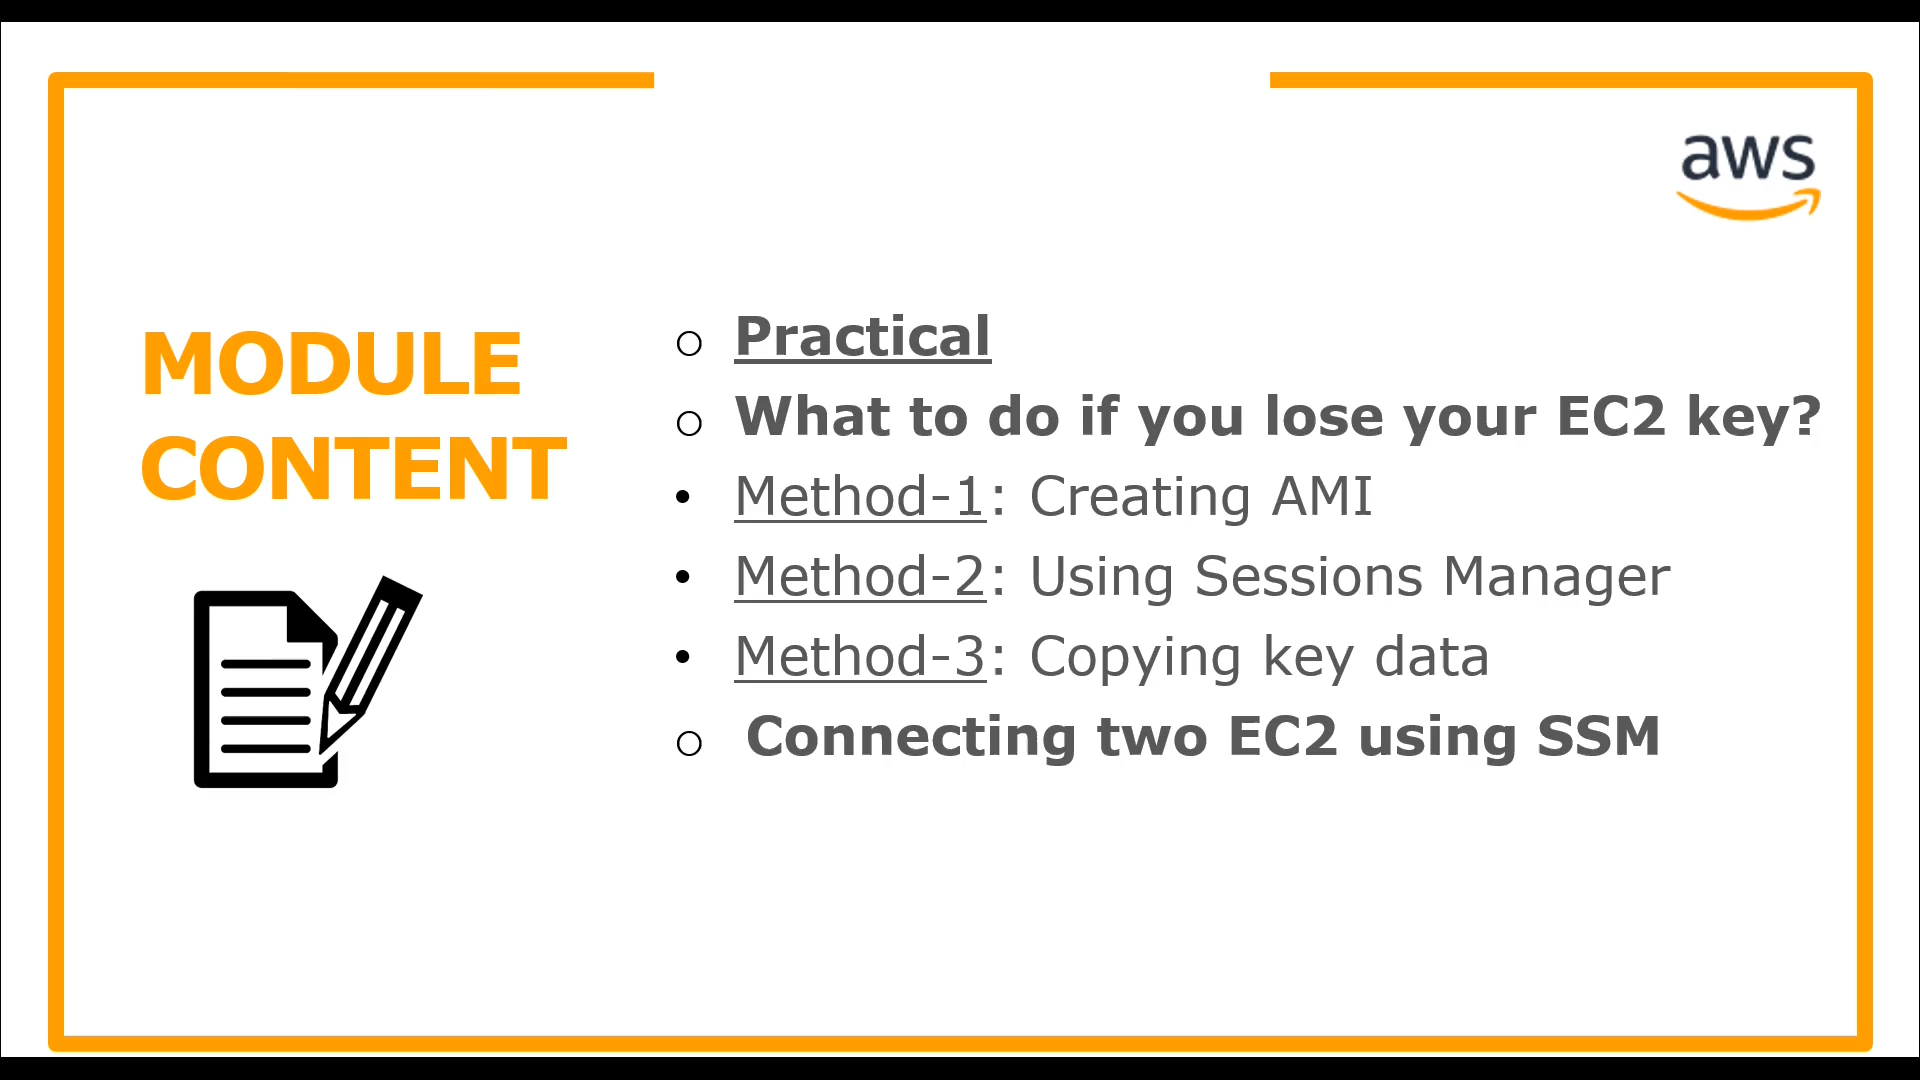 aws
MODULE
CONTENT
○ Practical
○ What to do if you lose your EC2 key?
• Method-1: Creating AMI
• Method-2: Using Sessions Manager
• Method-3: Copying key data
○ Connecting two EC2 using SSM